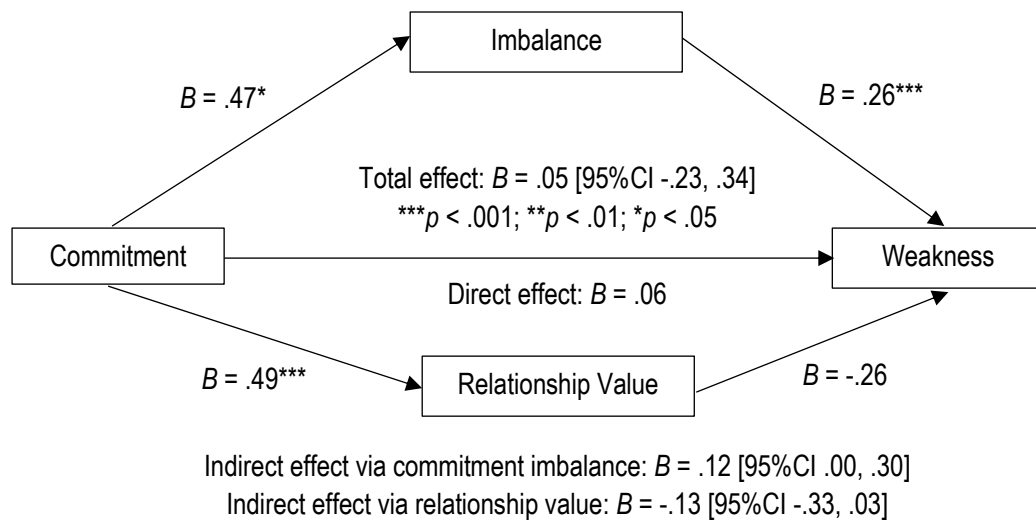 Imbalance
B = .47*
B = .26***
Total effect: B = .05 [95%CI -.23, .34]
***p < .001; **p < .01; *p < .05
Commitment
Weakness
Direct effect: B = .06
B = .49***
Relationship Value
B = -.26
Indirect effect via commitment imbalance: B = .12 [95%CI .00, .30]
Indirect effect via relationship value: B = -.13 [95%CI -.33, .03]